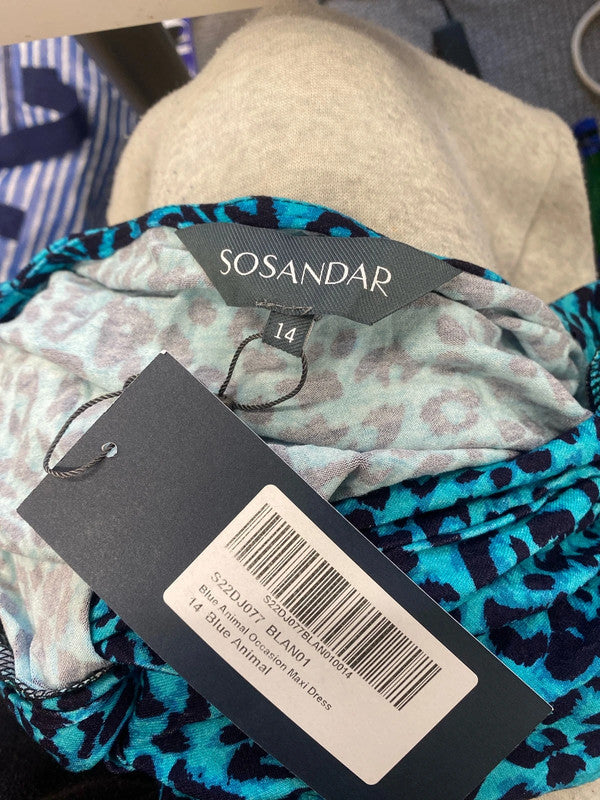 SOSANDAR
14
S22DJ077BLAN010014
S22DJ077 BLAN01
Blue Animal Occasion Maxi Dress
14 Blue Animal